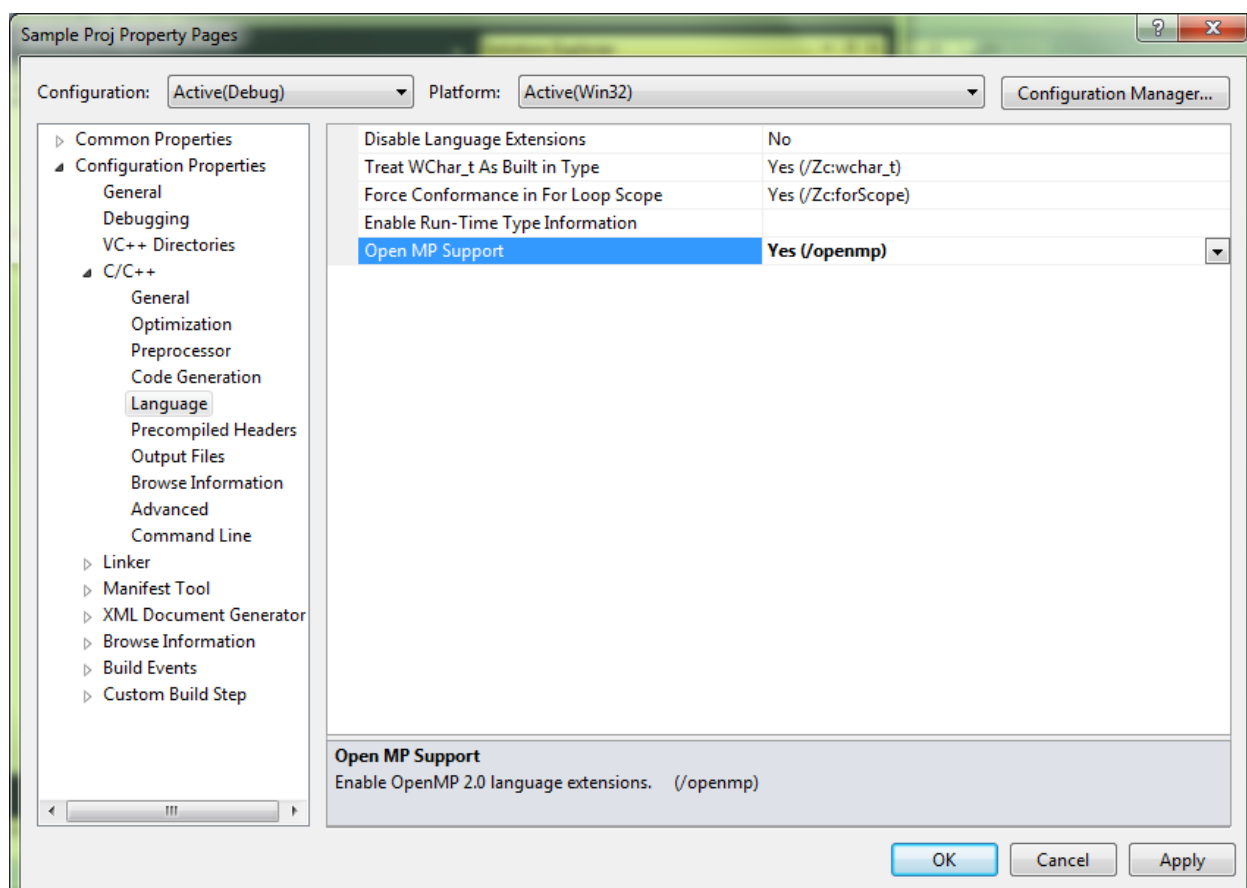 Sample Proj Property Pages
Configuration: Active(Debug) Platform: Active(Win32) Configuration Manager...
Common Properties
Configuration Properties
General
Debugging
VC++ Directories
C/C++
General
Optimization
Preprocessor
Code Generation
Language
Precompiled Headers
Output Files
Browse Information
Advanced
Command Line
Linker
Manifest Tool
XML Document Generator
Browse Information
Build Events
Custom Build Step
Disable Language Extensions No
Treat WChar_t As Built in Type Yes (/Zc:wchar_t)
Force Conformance in For Loop Scope Yes (/Zc:forScope)
Enable Run-Time Type Information
Open MP Support Yes (/openmp)
Open MP Support
Enable OpenMP 2.0 language extensions. (/openmp)
OK Cancel Apply